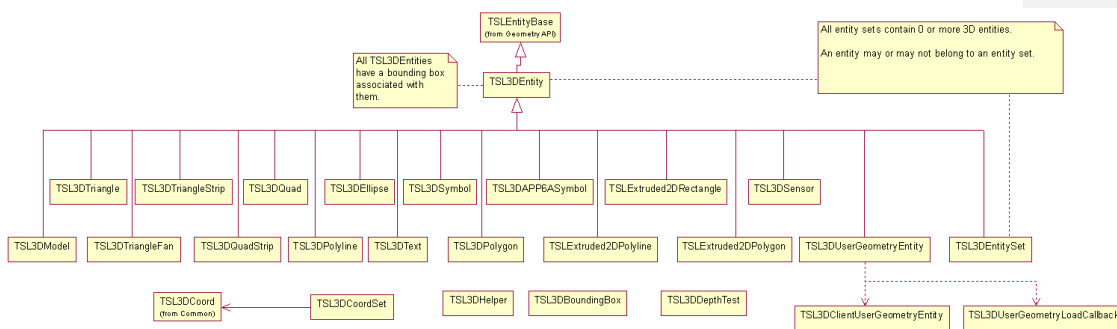 TSLEntityBase
(from Geometry API)
All entity sets contain 0 or more 3D entities.
An entity may or may not belong to an entity set.
All TSL3DEntities
have a bounding box
associated with
them.
TSL3DEntity
TSL3DTriangle
TSL3DTriangleStrip
TSL3DQuad
TSL3DEllipse
TSL3DSymbol
TSL3DAPP6ASymbol
TSLExtruded2DRectangle
TSL3DSensor
TSL3DModel
TSL3DTriangleFan
TSL3DQuadStrip
TSL3DPolyline
TSL3DText
TSL3DPolygon
TSLExtruded2DPolyline
TSLExtruded2DPolygon
TSL3DUserGeometryEntity
TSL3DEntitySet
TSL3DCoord
(from Common)
TSL3DCoordSet
TSL3DHelper
TSL3DBoundingBox
TSL3DDepthTest
TSL3DClientUserGeometryEntity
TSL3DUserGeometryLoadCallback